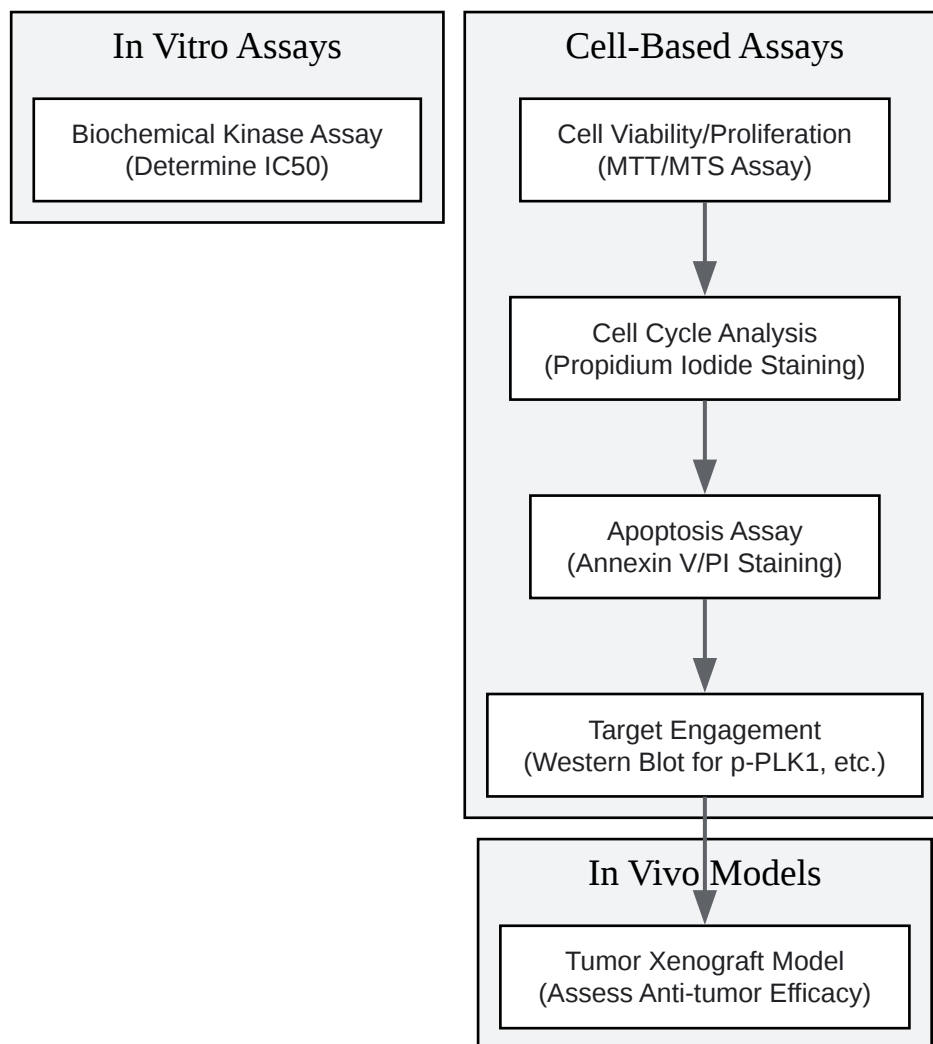 In Vitro Assays
Biochemical Kinase Assay
(Determine IC50)
Cell-Based Assays
Cell Viability/Proliferation
(MTT/MTS Assay)
Cell Cycle Analysis
(Propidium Iodide Staining)
Apoptosis Assay
(Annexin V/PI Staining)
Target Engagement
(Western Blot for p-PLK1, etc.)
In Vivo Models
Tumor Xenograft Model
(Assess Anti-tumor Efficacy)